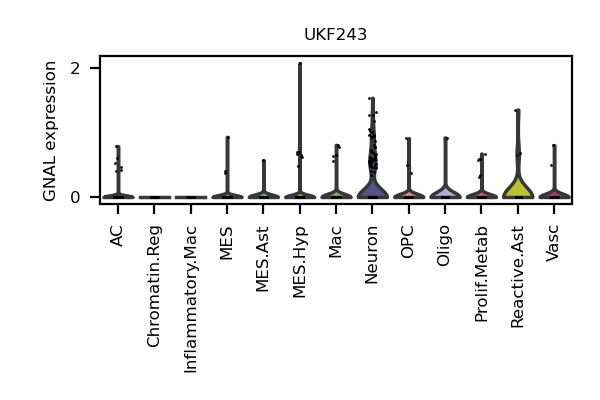 UKF243
GNAL expression
2
0
AC
Chromatin.Reg
Inflammatory.Mac
MES
MES.Ast
MES.Hyp
Mac
Neuron
OPC
Oligo
Prolif.Metab
Reactive.Ast
Vasc